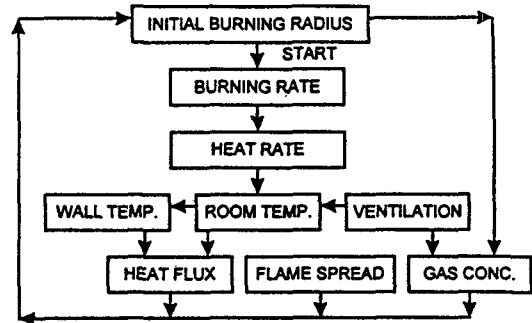 INITIAL BURNING RADIUS
START
BURNING RATE
HEAT RATE
WALL TEMP. ROOM TEMP. VENTILATION
HEAT FLUX FLAME SPREAD GAS CONC.